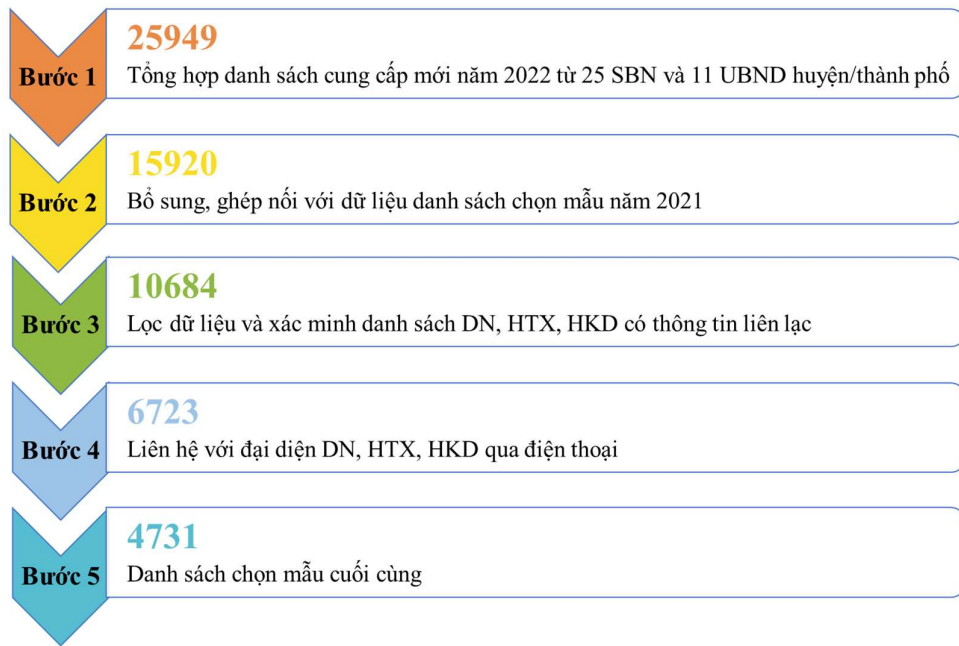 Bước 1
25949
Tổng hợp danh sách cung cấp mới năm 2022 từ 25 SBN và 11 UBND huyện/thành phố
Bước 2
15920
Bổ sung, ghép nối với dữ liệu danh sách chọn mẫu năm 2021
Bước 3
10684
Lọc dữ liệu và xác minh danh sách DN, HTX, HKD có thông tin liên lạc
Bước 4
6723
Liên hệ với đại diện DN, HTX, HKD qua điện thoại
Bước 5
4731
Danh sách chọn mẫu cuối cùng